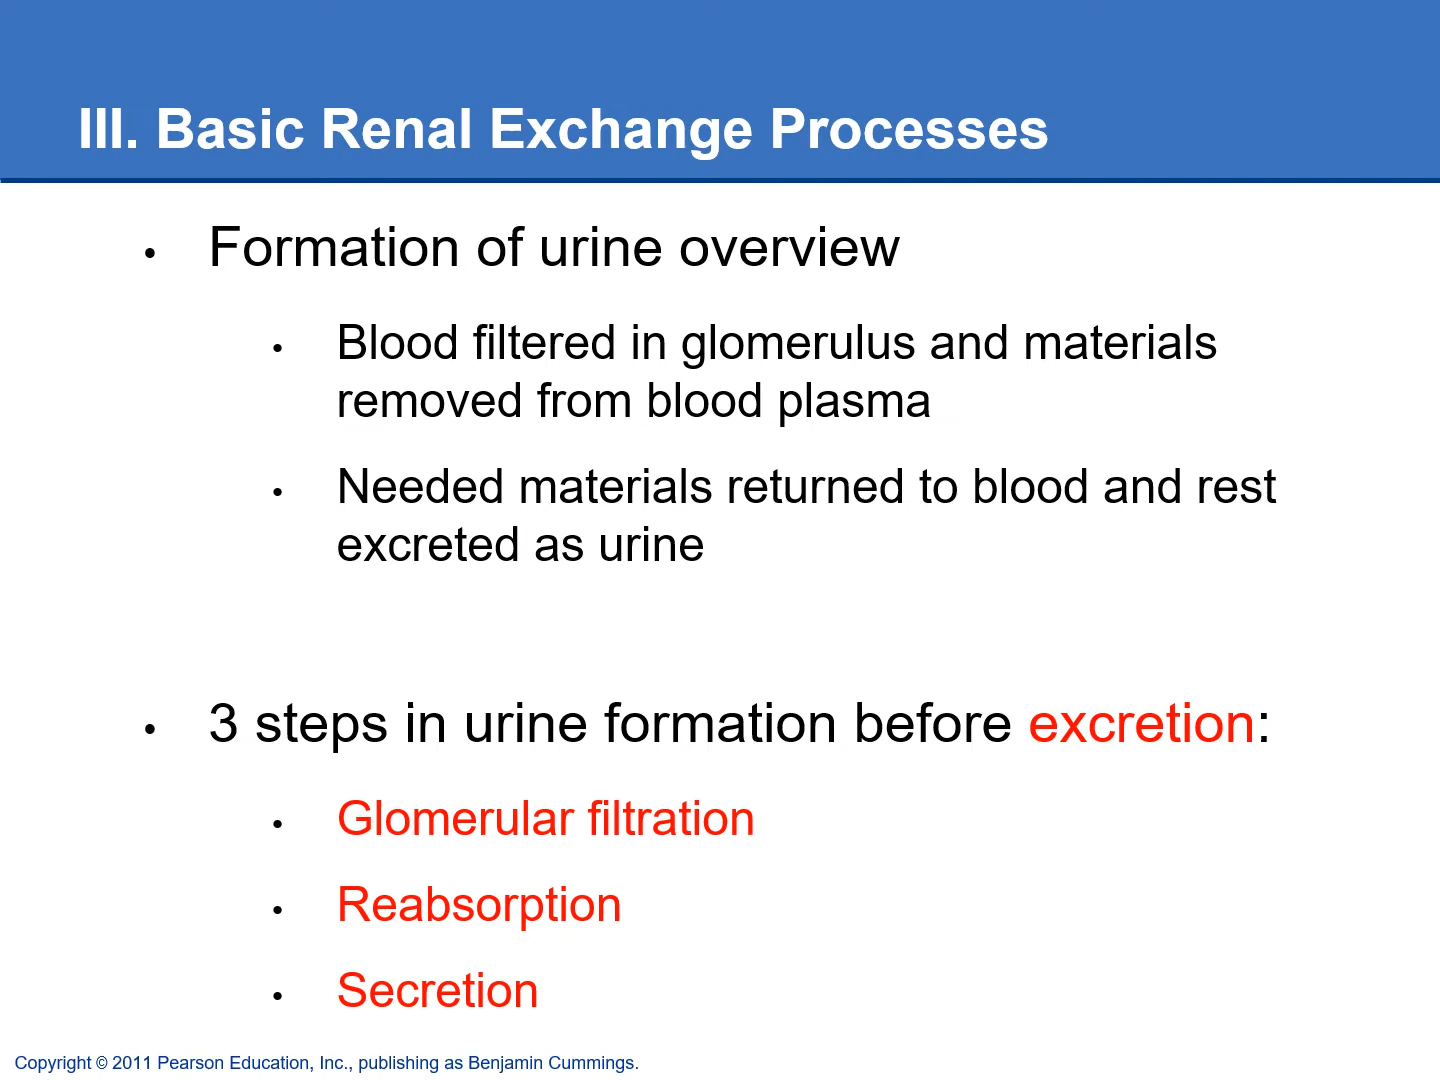 III. Basic Renal Exchange Processes
• Formation of urine overview
• Blood filtered in glomerulus and materials
removed from blood plasma
• Needed materials returned to blood and rest
excreted as urine
• 3 steps in urine formation before excretion:
• Glomerular filtration
• Reabsorption
• Secretion
Copyright © 2011 Pearson Education, Inc., publishing as Benjamin Cummings.